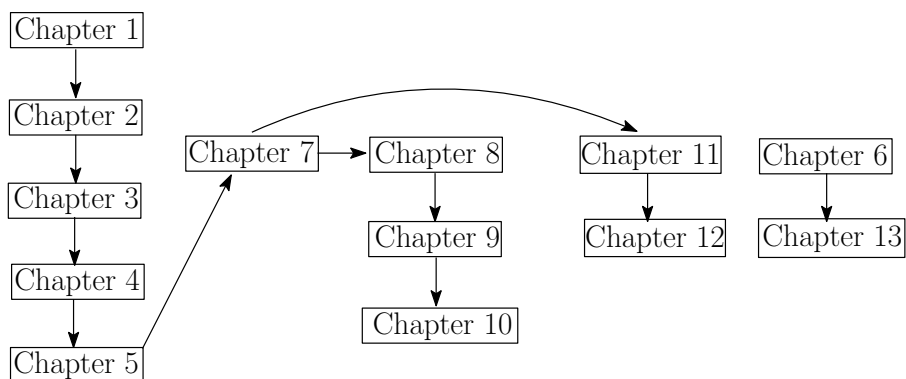 Chapter 1
Chapter 2
Chapter 3
Chapter 4
Chapter 5
Chapter 7
Chapter 8
Chapter 9
Chapter 10
Chapter 11
Chapter 12
Chapter 6
Chapter 13